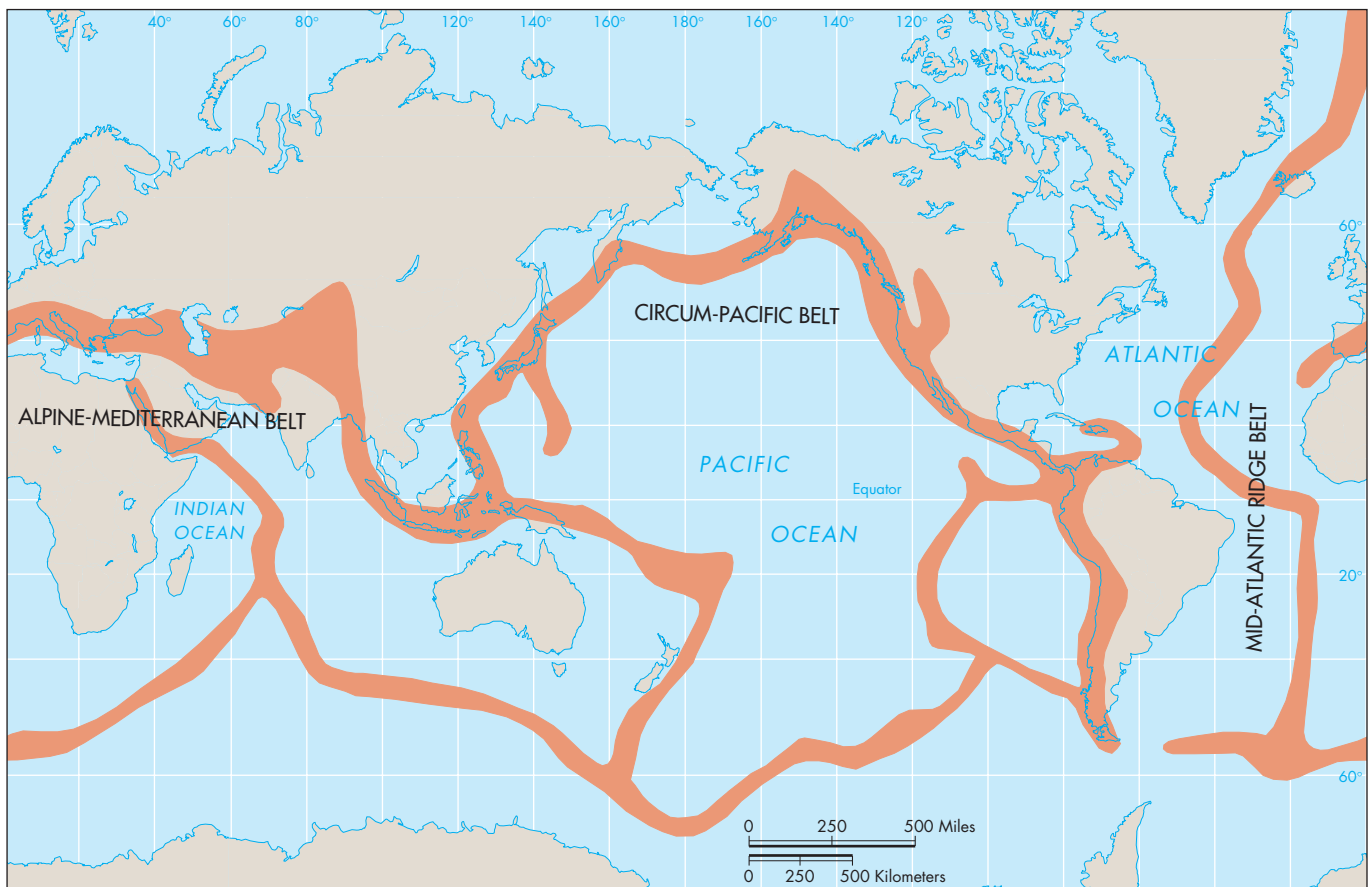 40° 60° 80° 120° 140° 160° 180° 160° 140° 120°
60°
CIRCUM-PACIFIC BELT
ATLANTIC
OCEAN
ALPINE-MEDITERRANEAN BELT
MID-ATLANTIC RIDGE BELT
PACIFIC
OCEAN
Equator
INDIAN
OCEAN
20°
60°
0 250 500 Miles
0 250 500 Kilometers